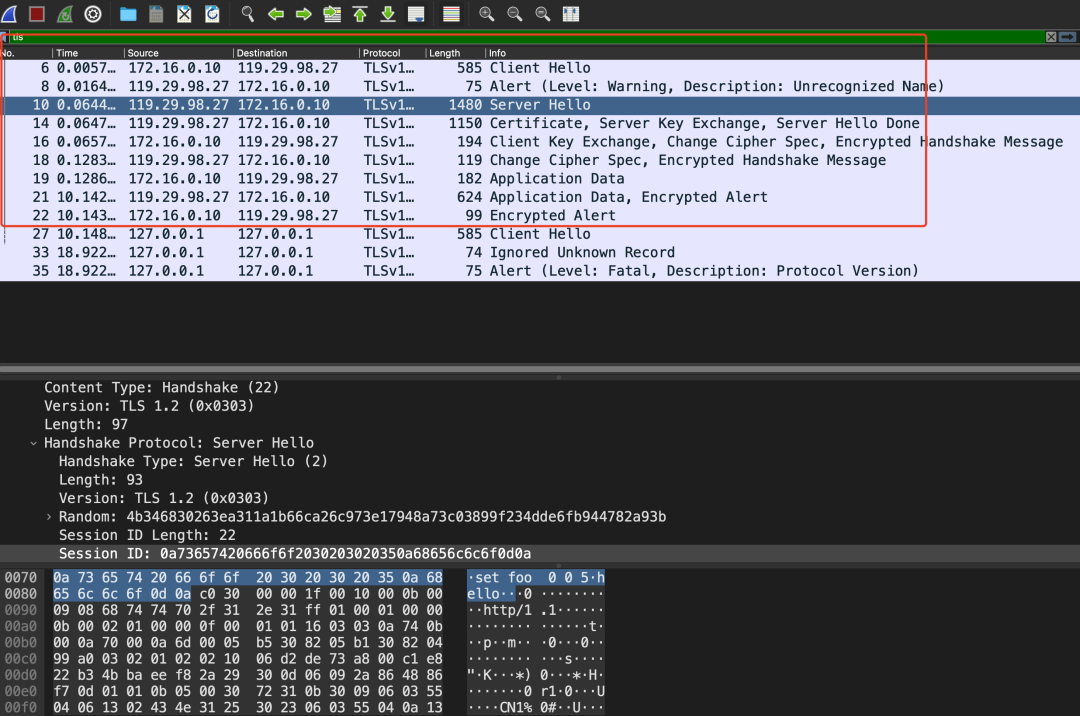 tls
No. Time Source Destination Protocol Length Info
6 0.0057… 172.16.0.10 119.29.98.27 TLSv1… 585 Client Hello
8 0.0164… 119.29.98.27 172.16.0.10 TLSv1… 75 Alert (Level: Warning, Description: Unrecognized Name)
10 0.0644… 119.29.98.27 172.16.0.10 TLSv1… 1480 Server Hello
14 0.0647… 119.29.98.27 172.16.0.10 TLSv1… 1150 Certificate, Server Key Exchange, Server Hello Done
16 0.0657… 172.16.0.10 119.29.98.27 TLSv1… 194 Client Key Exchange, Change Cipher Spec, Encrypted Handshake Message
18 0.1283… 119.29.98.27 172.16.0.10 TLSv1… 119 Change Cipher Spec, Encrypted Handshake Message
19 0.1286… 172.16.0.10 119.29.98.27 TLSv1… 182 Application Data
21 10.142… 119.29.98.27 172.16.0.10 TLSv1… 624 Application Data, Encrypted Alert
22 10.143… 172.16.0.10 119.29.98.27 TLSv1… 99 Encrypted Alert
27 10.148… 127.0.0.1 127.0.0.1 TLSv1… 585 Client Hello
33 18.922… 127.0.0.1 127.0.0.1 TLSv1… 74 Ignored Unknown Record
35 18.922… 127.0.0.1 127.0.0.1 TLSv1… 75 Alert (Level: Fatal, Description: Protocol Version)
Content Type: Handshake (22)
Version: TLS 1.2 (0x0303)
Length: 97
Handshake Protocol: Server Hello
Handshake Type: Server Hello (2)
Length: 93
Version: TLS 1.2 (0x0303)
Random: 4b346830263ea311a1b66ca26c973e17948a73c03899f234dde6fb944782a93b
Session ID Length: 22
Session ID: 0a73657420666f6f2030203020350a68656c6c6f0d0a
0070 0a 73 65 74 20 66 6f 6f 20 30 20 30 20 35 0a 68 ·set foo 0 0 5·h
0080 65 6c 6c 6f 0d 0a c0 30 00 00 1f 00 10 00 0b 00 ello···0 ········
0090 09 08 68 74 74 70 2f 31 2e 31 ff 01 00 01 00 00 ··http/1 .1······
00a0 0b 00 02 01 00 00 0f 00 01 01 16 03 03 0a 74 0b ········ ······t·
00b0 00 0a 70 00 0a 6d 00 05 b5 30 82 05 b1 30 82 04 ··p··m·· ·0···0··
00c0 99 a0 03 02 01 02 02 10 06 d2 de 73 a8 00 c1 e8 ········ ···s····
00d0 22 b3 4b ba ee f8 2a 29 30 0d 06 09 2a 86 48 86 "·K···*) 0···*·H·
00e0 f7 0d 01 01 0b 05 00 30 72 31 0b 30 09 06 03 55 ·······0 r1·0···U
00f0 04 06 13 02 43 4e 31 25 30 23 06 03 55 04 0a 13 ····CN1% 0#··U···